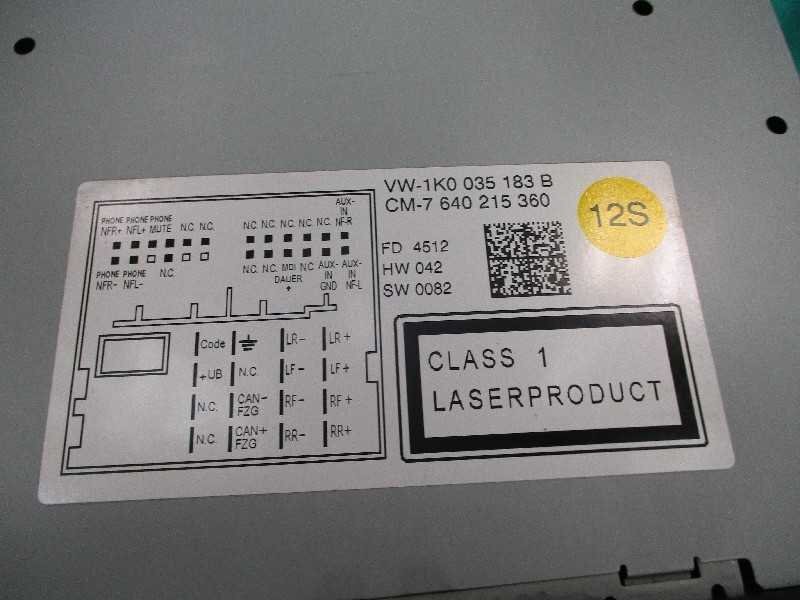 VW-1K0 035 183 B
CM-7 640 215 360
12S
FD 4512
HW 042
SW 0082
CLASS 1
LASERPRODUCT
PHONE PHONE PHONE
NFR+ NFL+ MUTE N.C. N.C.
PHONE PHONE N.C.
NFR- NFL-
AUX-
IN
N.C. N.C. N.C. N.C. N.C. NF-R
N.C. N.C. MDI N.C. AUX- AUX-
DAUER IN IN
+ GND NF-L
Code LR- LR+
+UB N.C. LF- LF+
N.C. CAN- RF- RF+
FZG
N.C. CAN+ RR- RR+
FZG